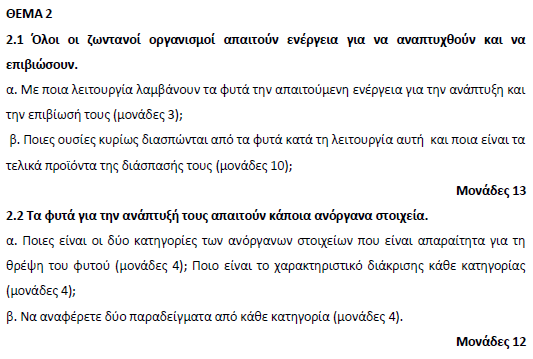 ΘΕΜΑ 2
2.1 Όλοι οι ζωντανοί οργανισμοί απαιτούν ενέργεια για να αναπτυχθούν και να
επιβιώσουν.
α. Με ποια λειτουργία λαμβάνουν τα φυτά την απαιτούμενη ενέργεια για την ανάπτυξη και
την επιβίωσή τους (μονάδες 3);
β. Ποιες ουσίες κυρίως διασπώνται από τα φυτά κατά τη λειτουργία αυτή και ποια είναι τα
τελικά προϊόντα της διάσπασής τους (μονάδες 10);
Μονάδες 13
2.2 Τα φυτά για την ανάπτυξή τους απαιτούν κάποια ανόργανα στοιχεία.
α. Ποιες είναι οι δύο κατηγορίες των ανόργανων στοιχείων που είναι απαραίτητα για τη
θρέψη του φυτού (μονάδες 4); Ποιο είναι το χαρακτηριστικό διάκρισης κάθε κατηγορίας
(μονάδες 4);
β. Να αναφέρετε δύο παραδείγματα από κάθε κατηγορία (μονάδες 4).
Μονάδες 12